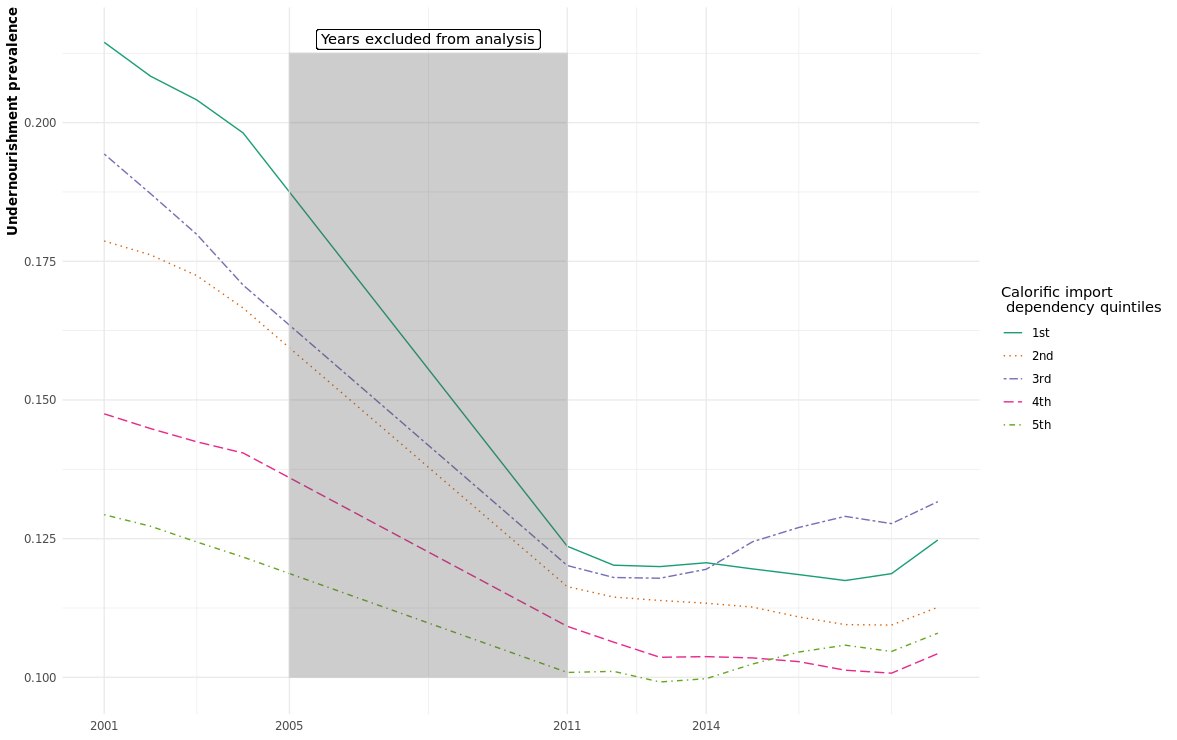 Undernourishment prevalence
Years excluded from analysis
0.200
0.175
0.150
0.125
0.100
2001
2005
2011
2014
Calorific import
dependency quintiles
1st
2nd
3rd
4th
5th